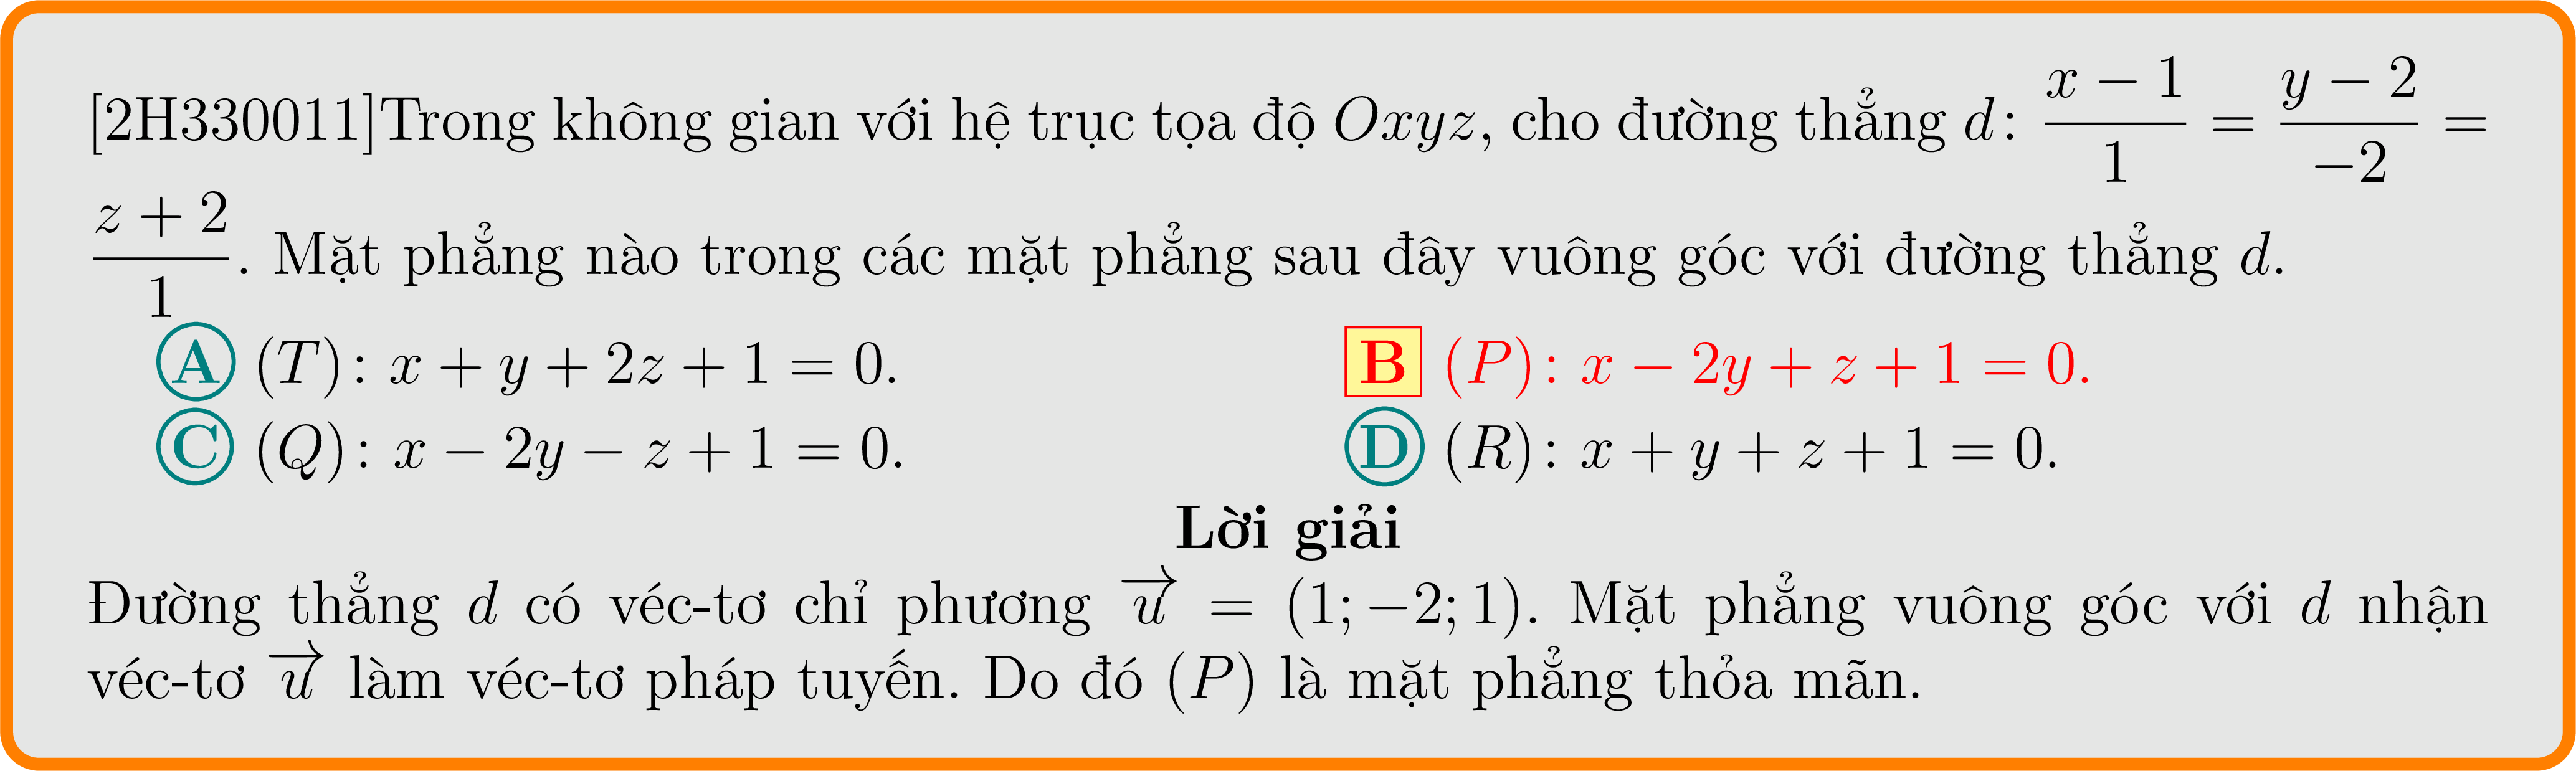 [2H330011]Trong không gian với hệ trục tọa độ $Oxyz$, cho đường thẳng $d\colon \dfrac{x-1}{1} = \dfrac{y-2}{-2} =$
$\dfrac{z+2}{1}$. Mặt phẳng nào trong các mặt phẳng sau đây vuông góc với đường thẳng $d$.
A $(T)\colon x+y+2z+1=0$. B $(P)\colon x-2y+z+1=0$.
C $(Q)\colon x-2y-z+1=0$. D $(R)\colon x+y+z+1=0$.
Lời giải
Đường thẳng $d$ có véc-tơ chỉ phương $\overrightarrow{u} = (1;-2;1)$. Mặt phẳng vuông góc với $d$ nhận
véc-tơ $\overrightarrow{u}$ làm véc-tơ pháp tuyến. Do đó $(P)$ là mặt phẳng thỏa mãn.